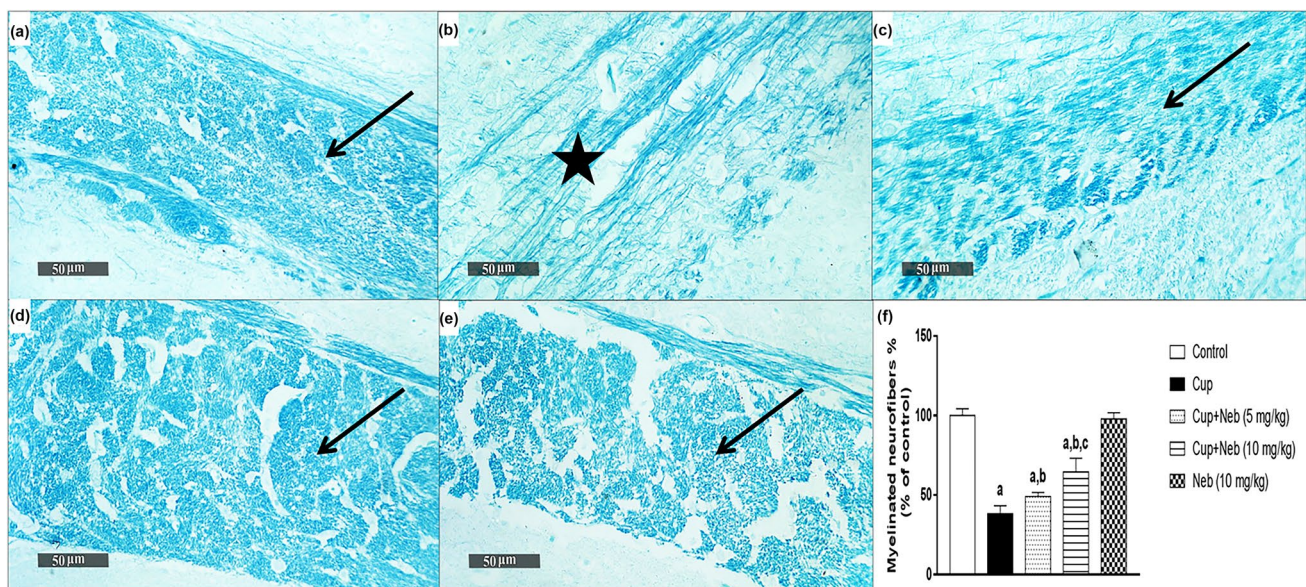 (a)
50 µm
(b)
50 µm
(c)
50 µm
(d)
50 µm
(e)
50 µm
(f)
Myelinated neurofibers %
(% of control)
150
100
50
0
a
a,b
a,b,c
Control
Cup
Cup+Neb (5 mg/kg)
Cup+Neb (10 mg/kg)
Neb (10 mg/kg)